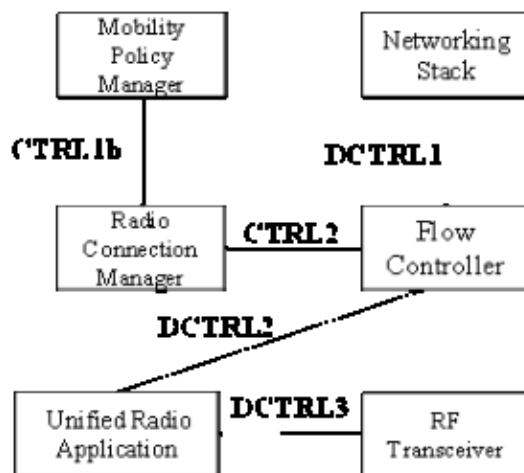 Mobility
Policy
Manager
Networking
Stack
CTRL1b
DCTRL1
Radio
Connection
Manager
CTRL2
Flow
Controller
DCTRL2
Unified Radio
Application
DCTRL3
RF
Transceiver